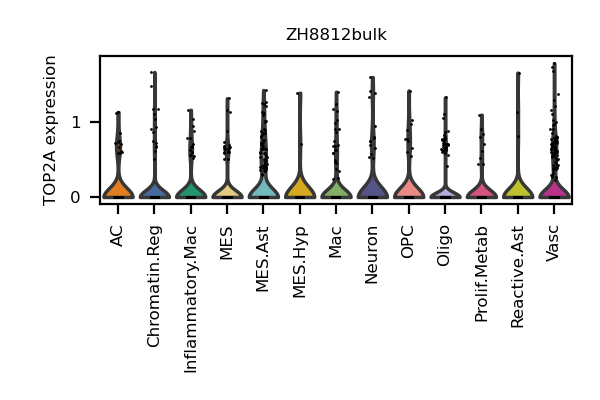 ZH8812bulk
TOP2A expression
1
0
AC
Chromatin.Reg
Inflammatory.Mac
MES
MES.Ast
MES.Hyp
Mac
Neuron
OPC
Oligo
Prolif.Metab
Reactive.Ast
Vasc